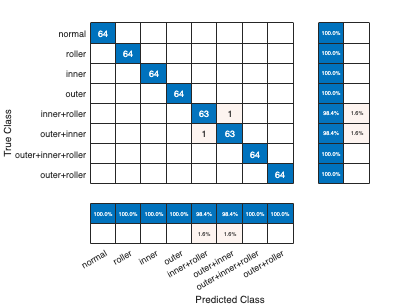 normal 64 100.0%
roller 64 100.0%
inner 64 100.0%
outer 64 100.0%
inner+roller 63 1 98.4% 1.6%
outer+inner 1 63 98.4% 1.6%
outer+inner+roller 64 100.0%
outer+roller 64 100.0%
True Class
100.0% 100.0% 100.0% 100.0% 98.4% 98.4% 100.0% 100.0%
1.6% 1.6%
normal roller inner outer inner+roller outer+inner outer+inner+roller outer+roller
Predicted Class